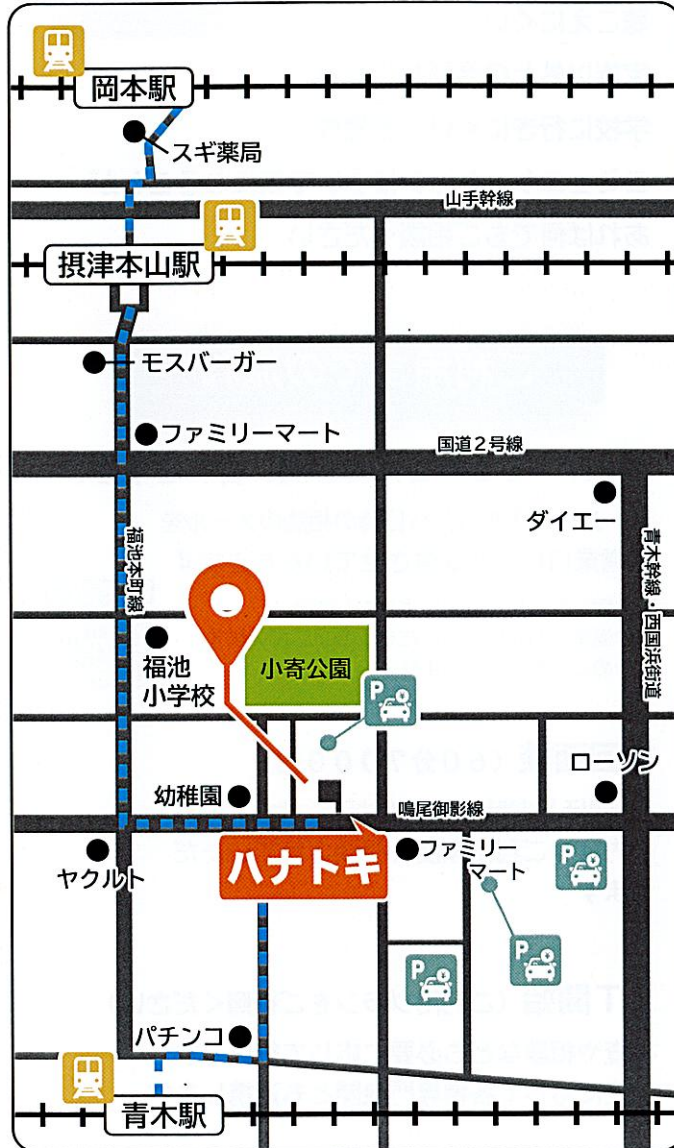 岡本駅
スギ薬局
山手幹線
摂津本山駅
モスバーガー
ファミリーマート
国道2号線
ダイエー
福池本町線
青木幹線・西国浜街道
福池
小学校
小寄公園
P
幼稚園
ローソン
鳴尾御影線
ヤクルト
ハナトキ
ファミリー
マート
P
P
P
パチンコ
青木駅